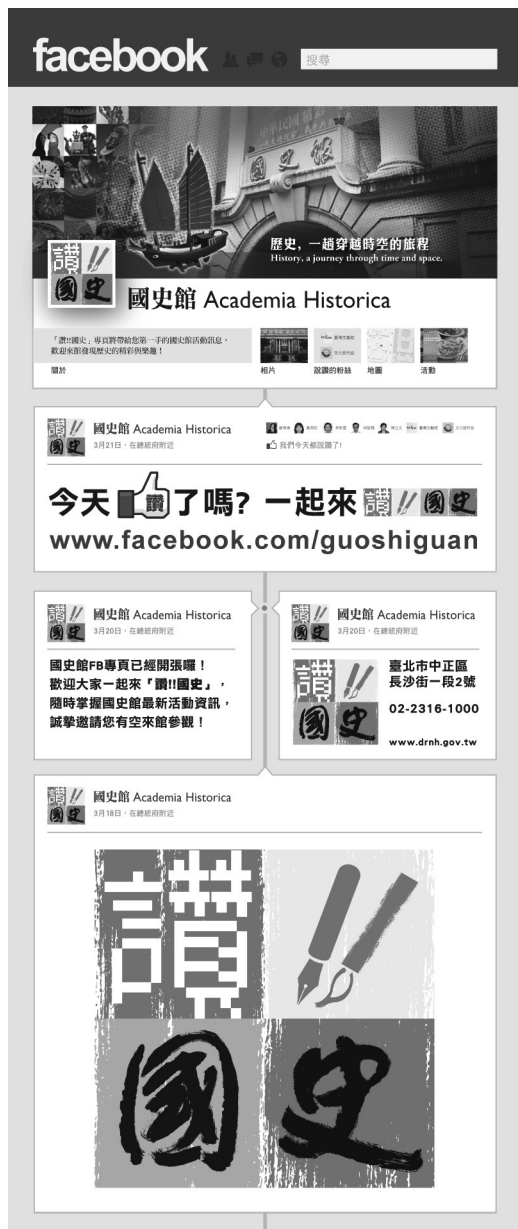 facebook
搜尋
國史館
歷史，一趟穿越時空的旅程
History, a journey through time and space.
讚
國史
國史館 Academia Historica
「讚!!國史」專頁將帶給您第一手的國史館活動訊息，
歡迎來館發現歷史的精彩與樂趣！
關於
相片
說讚的粉絲
地圖
活動
讚
國史
國史館 Academia Historica
3月21日，在總統府附近
我們今天都說讚了!
今天 讚 了嗎? 一起來 讚 國史
www.facebook.com/guoshiguan
讚
國史
國史館 Academia Historica
3月20日，在總統府附近
國史館FB專頁已經開張囉！
歡迎大家一起來「讚!!國史」，
隨時掌握國史館最新活動資訊，
誠摯邀請您有空來館參觀！
讚
國史
國史館 Academia Historica
3月20日，在總統府附近
讚
國史
臺北市中正區
長沙街一段2號
02-2316-1000
www.drnh.gov.tw
讚
國史
國史館 Academia Historica
3月18日，在總統府附近
讚
國史